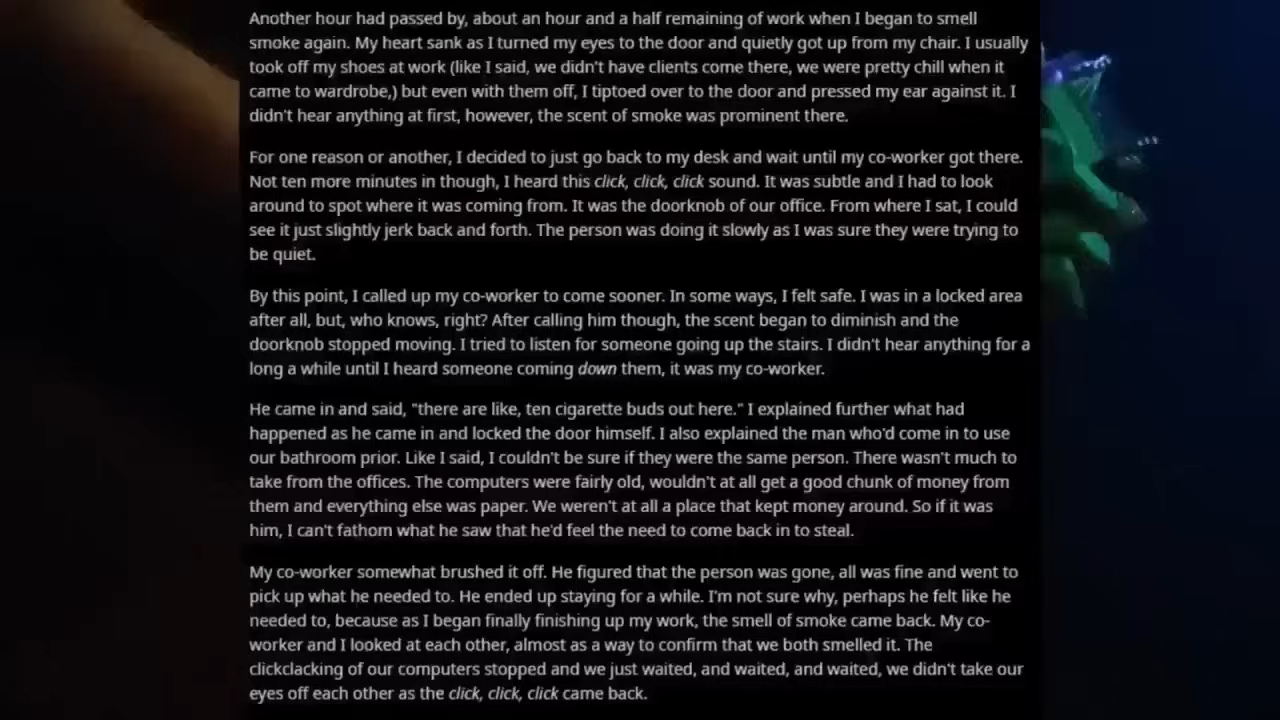 Another hour had passed by, about an hour and a half remaining of work when I began to smell
smoke again. My heart sank as I turned my eyes to the door and quietly got up from my chair. I usually
took off my shoes at work (like I said, we didn't have clients come there, we were pretty chill when it
came to wardrobe,) but even with them off, I tiptoed over to the door and pressed my ear against it. I
didn't hear anything at first, however, the scent of smoke was prominent there.
For one reason or another, I decided to just go back to my desk and wait until my co-worker got there.
Not ten more minutes in though, I heard this click, click, click sound. It was subtle and I had to look
around to spot where it was coming from. It was the doorknob of our office. From where I sat, I could
see it just slightly jerk back and forth. The person was doing it slowly as I was sure they were trying to
be quiet.
By this point, I called up my co-worker to come sooner. In some ways, I felt safe. I was in a locked area
after all, but, who knows, right? After calling him though, the scent began to diminish and the
doorknob stopped moving. I tried to listen for someone going up the stairs. I didn't hear anything for a
long a while until I heard someone coming down them, it was my co-worker.
He came in and said, "there are like, ten cigarette buds out here." I explained further what had
happened as he came in and locked the door himself. I also explained the man who'd come in to use
our bathroom prior. Like I said, I couldn't be sure if they were the same person. There wasn't much to
take from the offices. The computers were fairly old, wouldn't at all get a good chunk of money from
them and everything else was paper. We weren't at all a place that kept money around. So if it was
him, I can't fathom what he saw that he'd feel the need to come back in to steal.
My co-worker somewhat brushed it off. He figured that the person was gone, all was fine and went to
pick up what he needed to. He ended up staying for a while. I'm not sure why, perhaps he felt like he
needed to, because as I began finally finishing up my work, the smell of smoke came back. My co-
worker and I looked at each other, almost as a way to confirm that we both smelled it. The
clickclacking of our computers stopped and we just waited, and waited, and waited, we didn't take our
eyes off each other as the click, click, click came back.